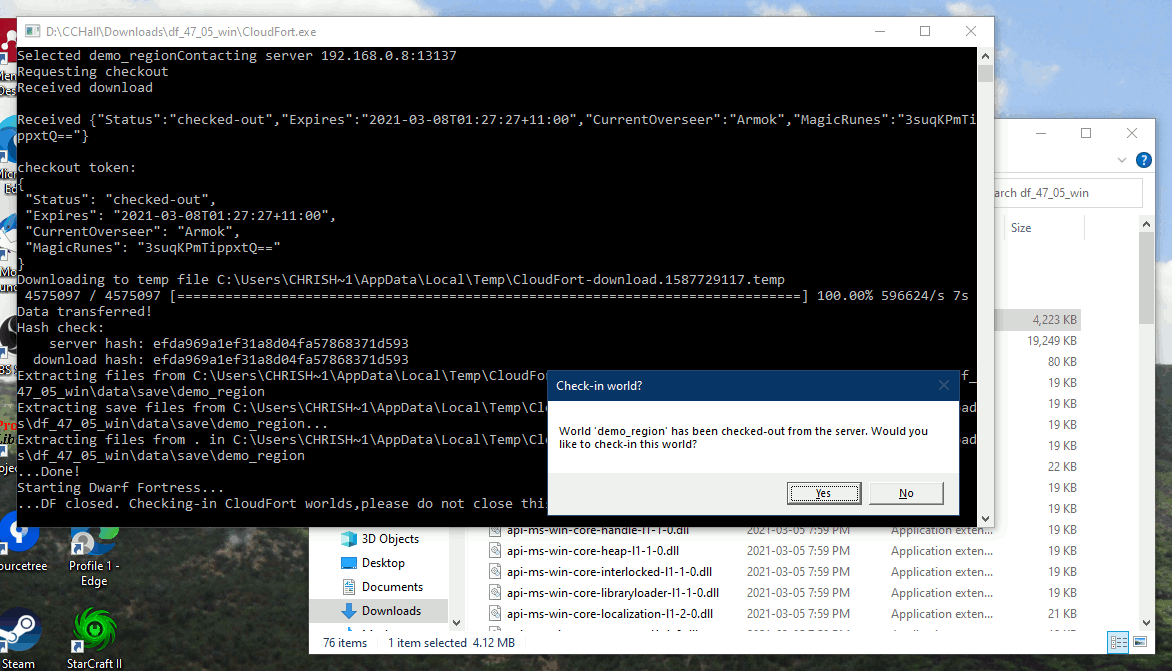 D:\CCHall\Downloads\df_47_05_win\CloudFort.exe
Selected demo_regionContacting server 192.168.0.8:13137
Requesting checkout
Received download
Received {"Status":"checked-out","Expires":"2021-03-08T01:27:27+11:00","CurrentOverseer":"Armok","MagicRunes":"3suqKPmTi
ppxtQ=="}
checkout token:
{
"Status": "checked-out",
"Expires": "2021-03-08T01:27:27+11:00",
"CurrentOverseer": "Armok",
"MagicRunes": "3suqKPmTippxtQ=="
}
Downloading to temp file C:\Users\CHRISH~1\AppData\Local\Temp\CloudFort-download.1587729117.temp
4575097 / 4575097 [==============================================================================] 100.00% 596624/s 7s
Data transferred!
Hash check:
server hash: efda969a1ef31a8d04fa57868371d593
download hash: efda969a1ef31a8d04fa57868371d593
Extracting files from C:\Users\CHRISH~1\AppData\Local\Temp\CloudFo f_
47_05_win\data\save\demo_region
Extracting save files from C:\Users\CHRISH~1\AppData\Local\Temp\Cl ad
s\df_47_05_win\data\save\demo_region...
Extracting files from . in C:\Users\CHRISH~1\AppData\Local\Temp\Cl ad
s\df_47_05_win\data\save\demo_region
...Done!
Starting Dwarf Fortress...
...DF closed. Checking-in CloudFort worlds,please do not close thi
Check-in world?
World 'demo_region' has been checked-out from the server. Would you
like to check-in this world?
Yes
No
?
arch df_47_05_win
Size
4,223 KB
19,249 KB
80 KB
19 KB
19 KB
19 KB
19 KB
22 KB
19 KB
19 KB
3D Objects
Desktop
Documents
Downloads
api-ms-win-core-handle-l1-1-0.dll 2021-03-05 7:59 PM Application exten... 19 KB
api-ms-win-core-heap-l1-1-0.dll 2021-03-05 7:59 PM Application exten... 19 KB
api-ms-win-core-interlocked-l1-1-0.dll 2021-03-05 7:59 PM Application exten... 19 KB
api-ms-win-core-libraryloader-l1-1-0.dll 2021-03-05 7:59 PM Application exten... 19 KB
api-ms-win-core-localization-l1-2-0.dll 2021-03-05 7:59 PM Application exten... 21 KB
76 items 1 item selected 4.12 MB
ourcetree
Profile 1 -
Edge
Steam
StarCraft II